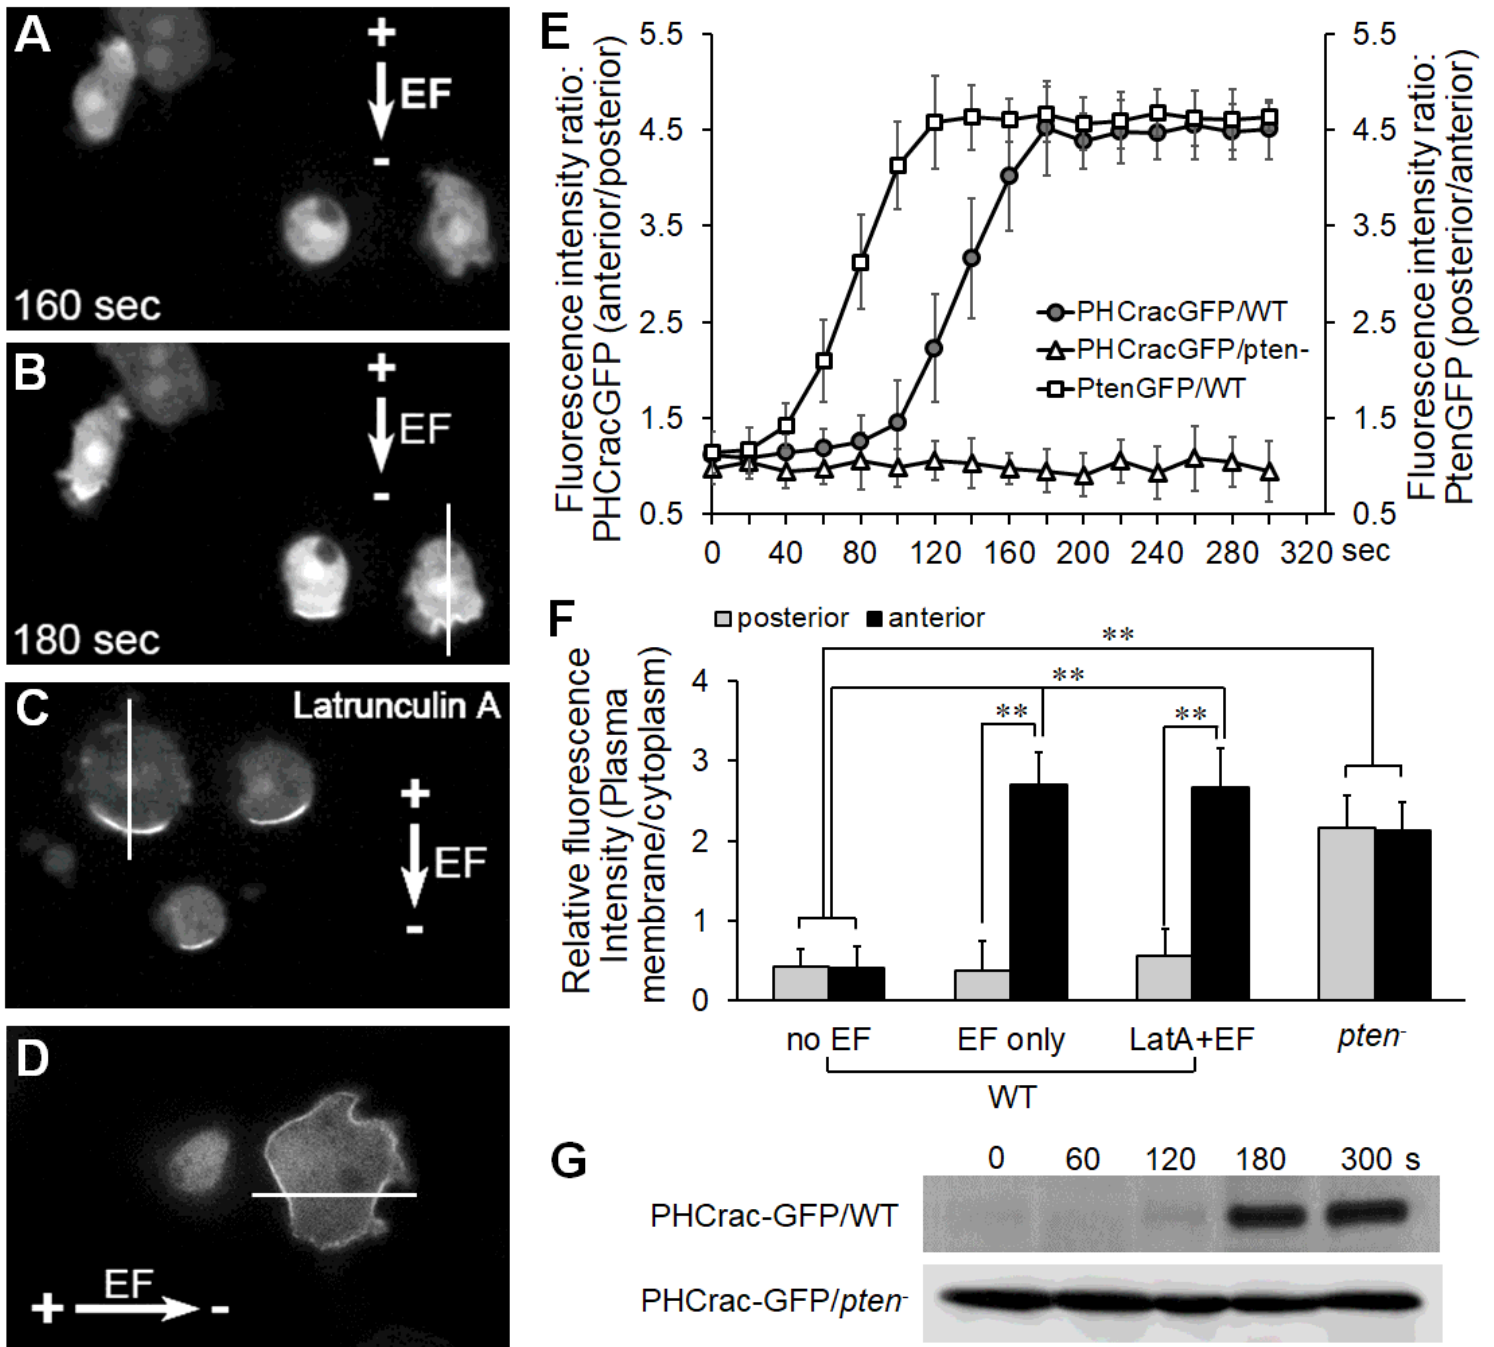 A
+
EF
-
160 sec
B
+
EF
-
180 sec
C
Latrunculin A
+
EF
-
D
EF
+ -
E
Fluorescence intensity ratio:
PHCracGFP (anterior/posterior)
5.5
4.5
3.5
2.5
1.5
0.5
0 40 80 120 160 200 240 280 320 sec
PHCracGFP/WT
PHCracGFP/pten-
PtenGFP/WT
5.5
4.5
3.5
2.5
1.5
0.5
Fluorescence intensity ratio:
PtenGFP (posterior/anterior)
F
posterior anterior
Relative fluorescence
Intensity (Plasma
membrane/cytoplasm)
4
3
2
1
0
**
**
** **
no EF EF only LatA+EF pten-
WT
G
0 60 120 180 300 s
PHCrac-GFP/WT
PHCrac-GFP/pten-